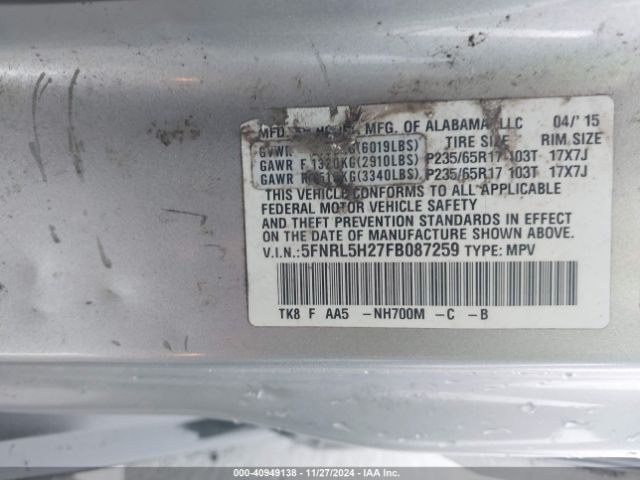 MFD. HONDA MFG. OF ALABAMA, LLC 04/'15
GVWR (6019LBS) TIRE SIZE RIM SIZE
GAWR F 1320KG(2910LBS) P235/65R17 103T 17X7J
GAWR R 1515KG(3340LBS) P235/65R17 103T 17X7J
THIS VEHICLE CONFORMS TO ALL APPLICABLE
FEDERAL MOTOR VEHICLE SAFETY
AND THEFT PREVENTION STANDARDS IN EFFECT
ON THE DATE OF MANUFACTURE SHOWN ABOVE.
V.I.N.: 5FNRL5H27FB087259 TYPE: MPV
TK8 F AA5 -NH700M -C -B
000-40949138 - 11/27/2024 - IAA Inc.